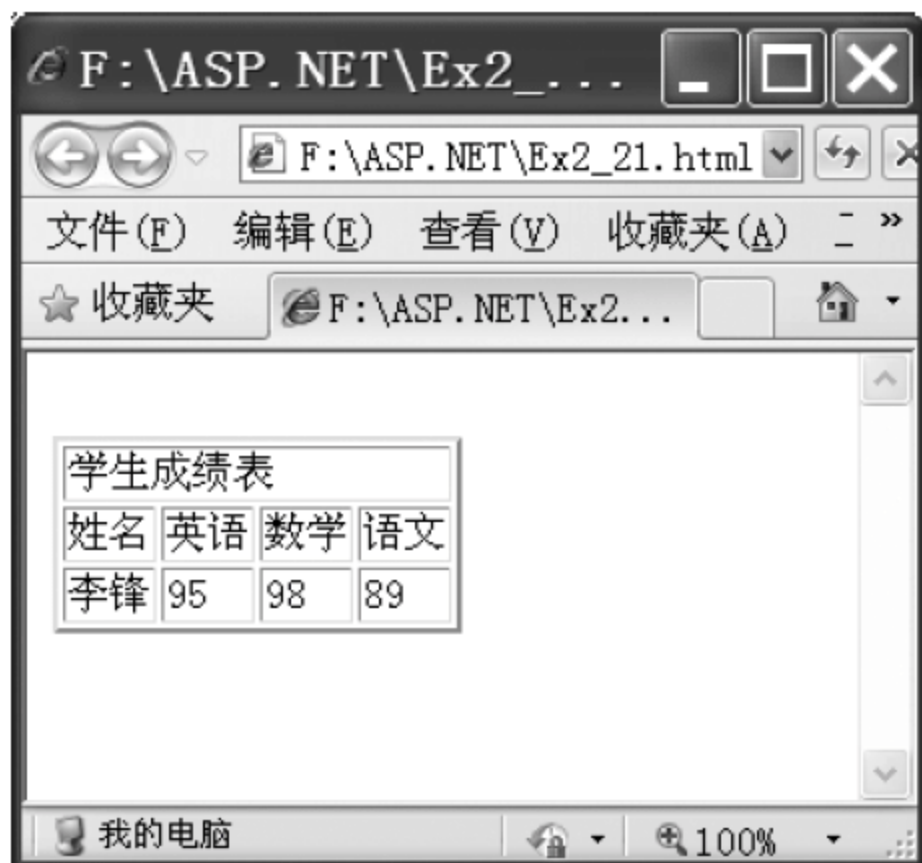 F:\ASP.NET\Ex2_...
F:\ASP.NET\Ex2_21.html
文件(F) 编辑(E) 查看(V) 收藏夹(A) »
收藏夹 F:\ASP.NET\Ex2...
学生成绩表
姓名 英语 数学 语文
李锋 95 98 89
我的电脑 100%